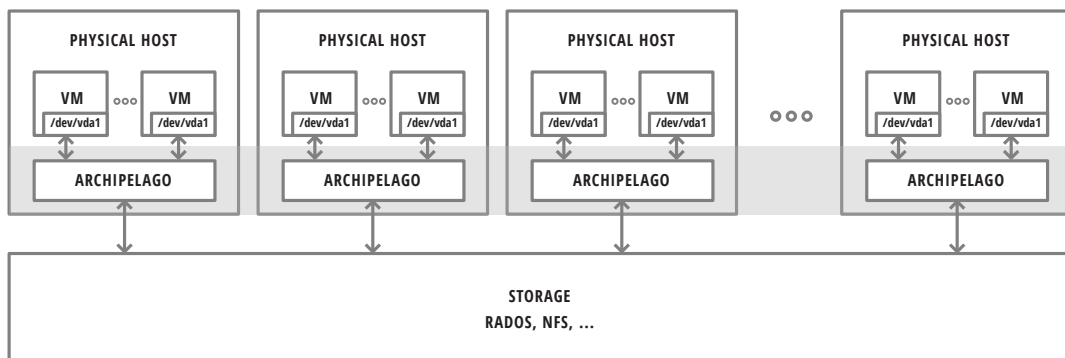 PHYSICAL HOST PHYSICAL HOST PHYSICAL HOST PHYSICAL HOST
VM VM VM VM VM VM VM VM
/dev/vda1 /dev/vda1 /dev/vda1 /dev/vda1 /dev/vda1 /dev/vda1 /dev/vda1 /dev/vda1
ARCHIPELAGO ARCHIPELAGO ARCHIPELAGO ARCHIPELAGO
STORAGE
RADOS, NFS, ...